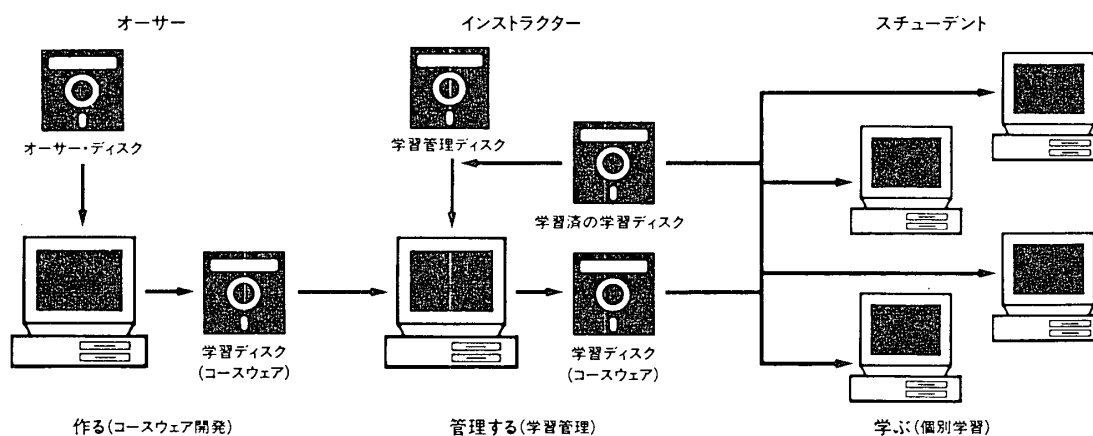 オーサー
インストラクター
スチューデント
オーサー・ディスク
学習管理ディスク
学習済の学習ディスク
学習ディスク
(コースウェア)
学習ディスク
(コースウェア)
作る(コースウェア開発)
管理する(学習管理)
学ぶ(個別学習)